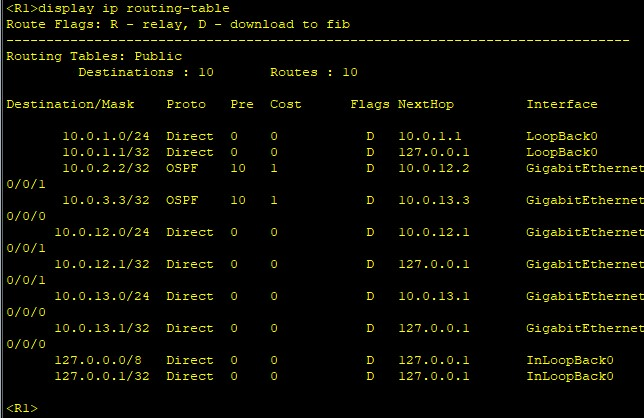 <R1>display ip routing-table
Route Flags: R - relay, D - download to fib
------------------------------------------------------------------------------
Routing Tables: Public
         Destinations : 10       Routes : 10
Destination/Mask    Proto   Pre  Cost      Flags NextHop         Interface
       10.0.1.0/24  Direct  0    0           D   10.0.1.1        LoopBack0
       10.0.1.1/32  Direct  0    0           D   127.0.0.1       LoopBack0
       10.0.2.2/32  OSPF    10   1           D   10.0.12.2       GigabitEthernet
0/0/1
       10.0.3.3/32  OSPF    10   1           D   10.0.13.3       GigabitEthernet
0/0/0
      10.0.12.0/24  Direct  0    0           D   10.0.12.1       GigabitEthernet
0/0/1
      10.0.12.1/32  Direct  0    0           D   127.0.0.1       GigabitEthernet
0/0/1
      10.0.13.0/24  Direct  0    0           D   10.0.13.1       GigabitEthernet
0/0/0
      10.0.13.1/32  Direct  0    0           D   127.0.0.1       GigabitEthernet
0/0/0
      127.0.0.0/8   Direct  0    0           D   127.0.0.1       InLoopBack0
      127.0.0.1/32  Direct  0    0           D   127.0.0.1       InLoopBack0
<R1>